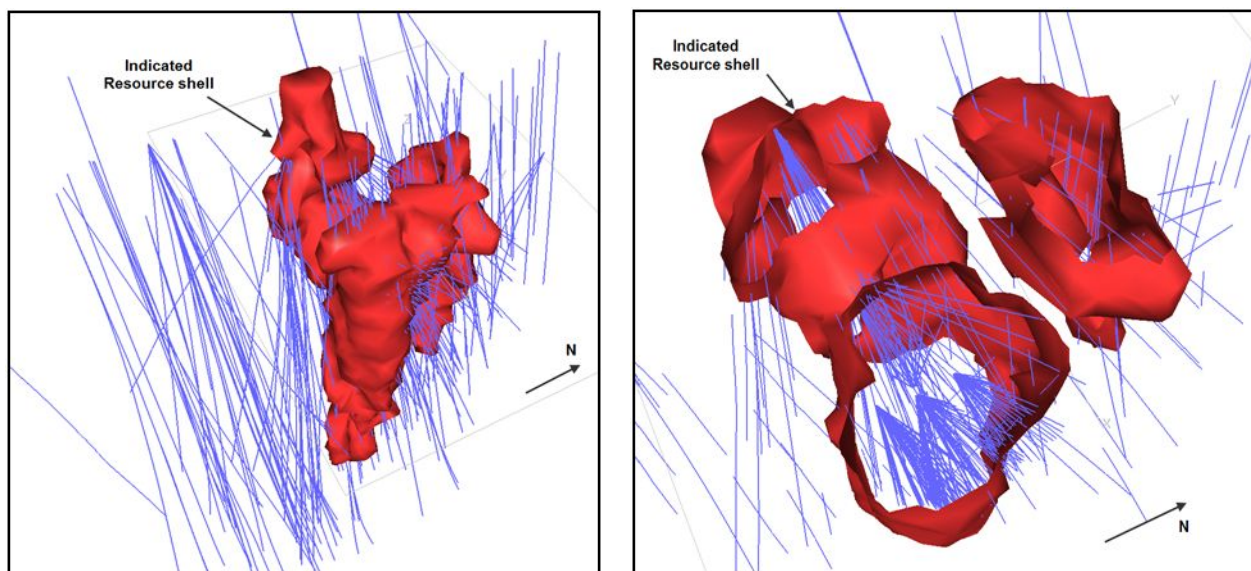 Indicated
Resource shell
Z
N
Indicated
Resource shell
Y
X
N